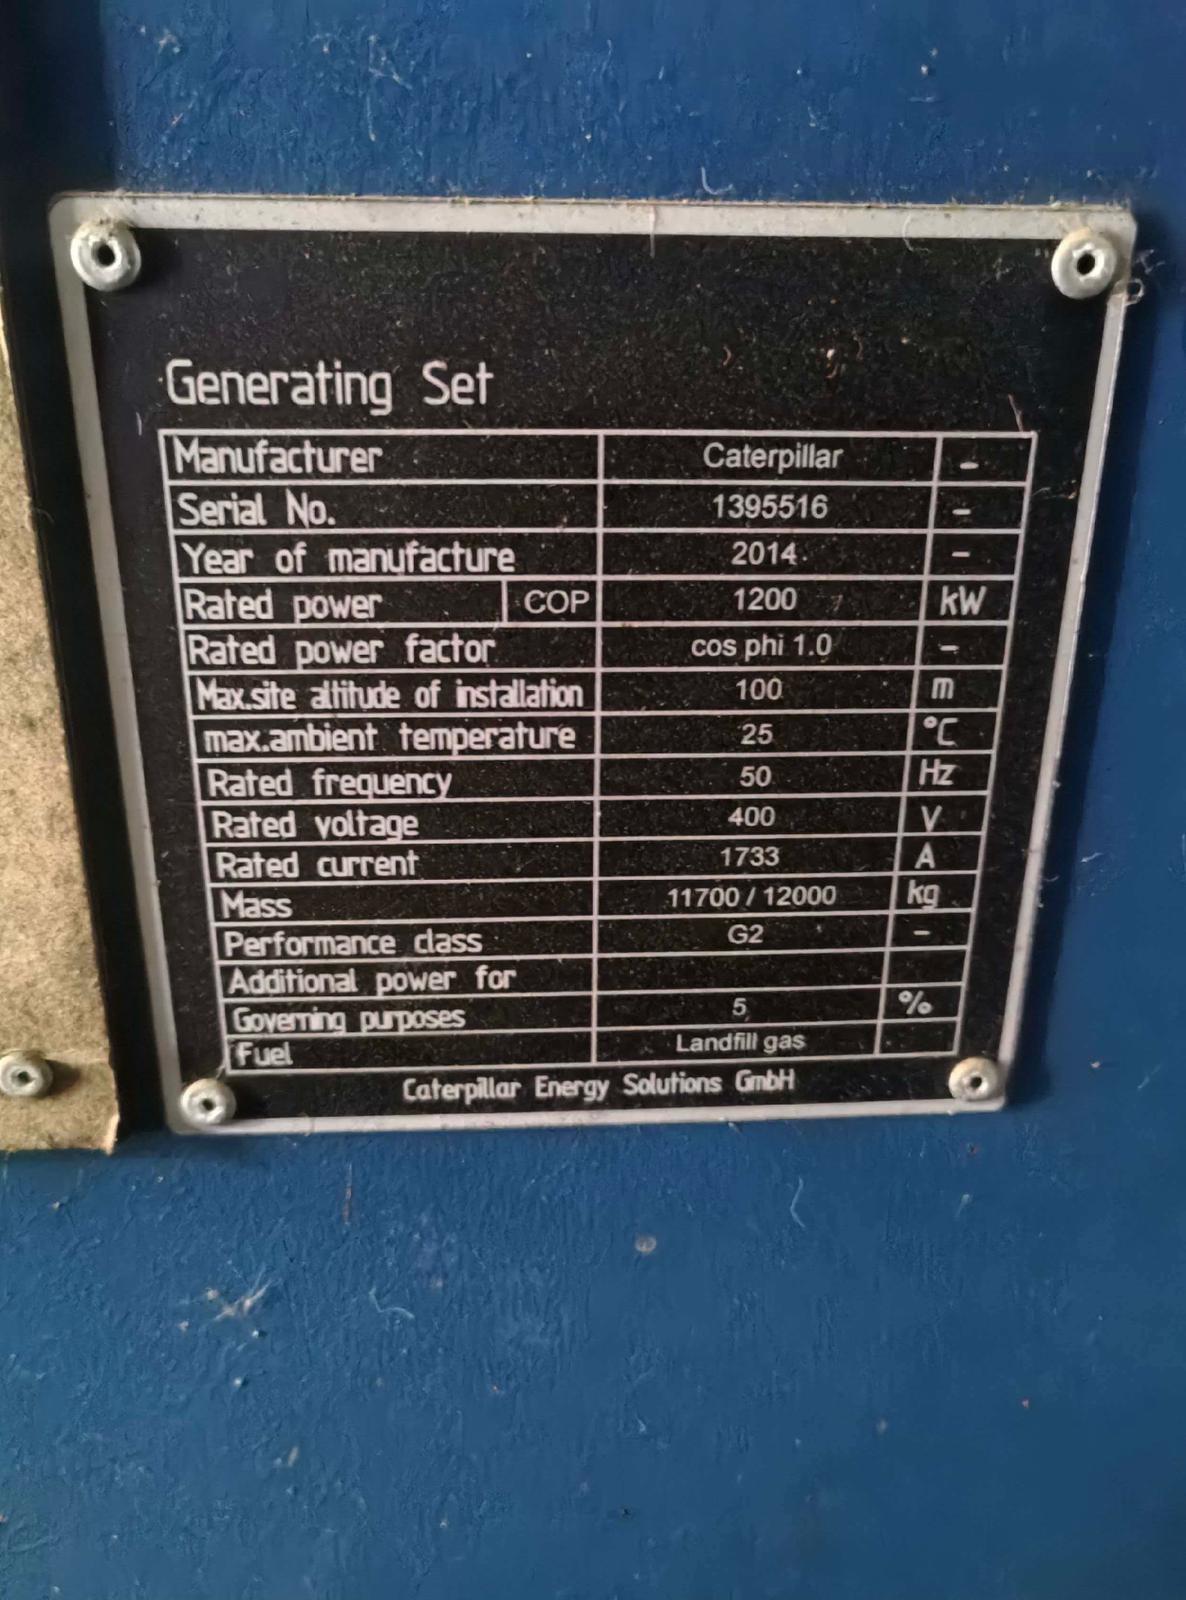 Generating Set
Manufacturer Caterpillar -
Serial No. 1395516 -
Year of manufacture 2014 -
Rated power COP 1200 kW
Rated power factor cos phi 1.0 -
Max.site altitude of installation 100 m
max.ambient temperature 25 °C
Rated frequency 50 Hz
Rated voltage 400 V
Rated current 1733 A
Mass 11700 / 12000 kg
Performance class G2 -
Additional power for
Governing purposes 5 %
Fuel Landfill gas
Caterpillar Energy Solutions GmbH